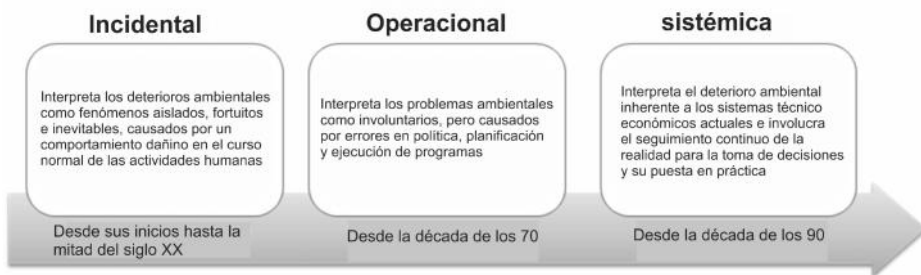 Incidental
Interpreta los deterioros ambientales
como fenómenos aislados, fortuitos
e inevitables, causados por un
comportamiento dañino en el curso
normal de las actividades humanas
Desde sus inicios hasta la
mitad del siglo XX
Operacional
Interpreta los problemas ambientales
como involuntarios, pero causados
por errores en política, planificación
y ejecución de programas
Desde la década de los 70
sistémica
Interpreta el deterioro ambiental
inherente a los sistemas técnico
económicos actuales e involucra
el seguimiento continuo de la
realidad para la toma de decisiones
y su puesta en práctica
Desde la década de los 90